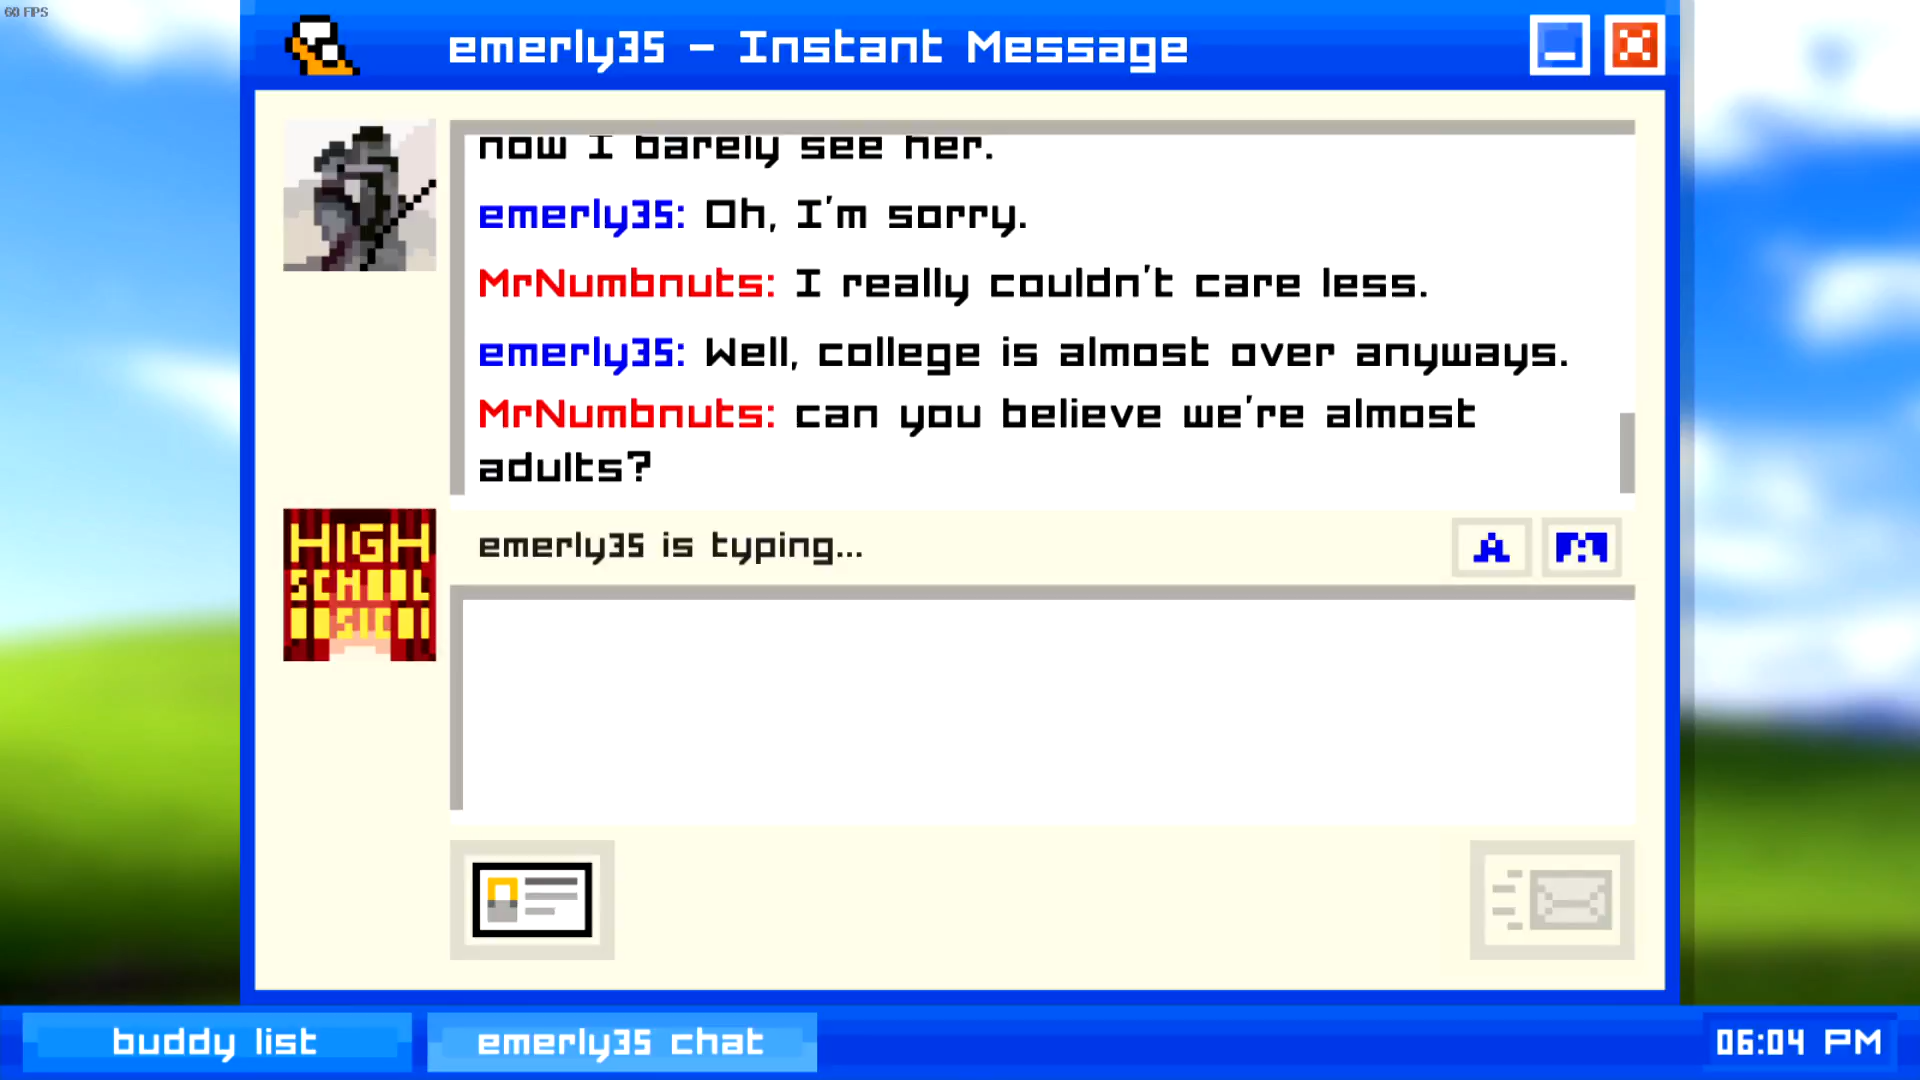 60 FPS
emerly35 - Instant Message
now I barely see her.
emerly35: Oh, I'm sorry.
MrNumbnuts: I really couldn't care less.
emerly35: Well, college is almost over anyways.
MrNumbnuts: can you believe we're almost
adults?
HIGH
SCHOOL
emerly35 is typing...
A
buddy list
emerly35 chat
06:04 PM